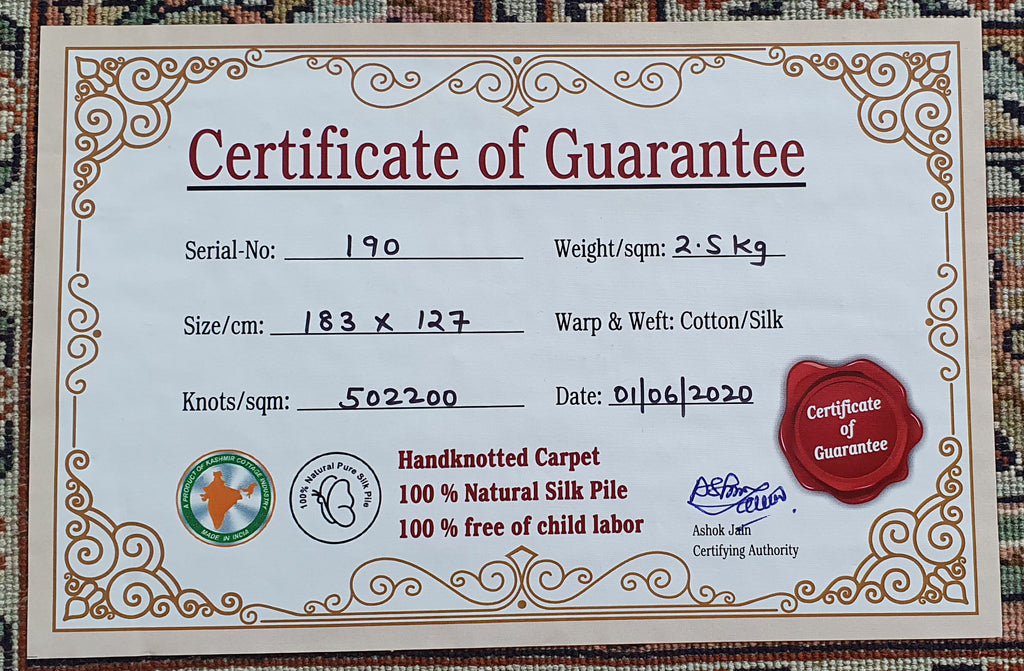 Certificate of Guarantee
Serial-No: 190
Weight/sqm: 2.5 kg
Size/cm: 183 x 127
Warp & Weft: Cotton/Silk
Knots/sqm: 502200
Date: 01/06/2020
Certificate
of
Guarantee
A PRODUCT OF KASHMIR COTTAGE INDUSTRY
MADE IN INDIA
100% Natural Pure Silk Pile
Handknotted Carpet
100 % Natural Silk Pile
100 % free of child labor
Ashok Jain
Certifying Authority